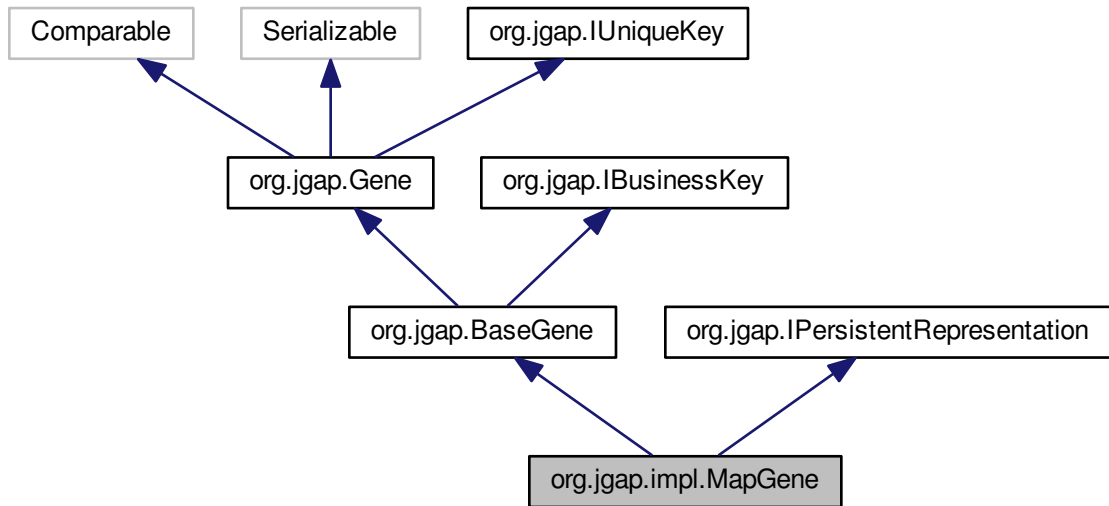 Comparable
Serializable
org.jgap.IUniqueKey
org.jgap.Gene
org.jgap.IBusinessKey
org.jgap.BaseGene
org.jgap.IPersistentRepresentation
org.jgap.impl.MapGene